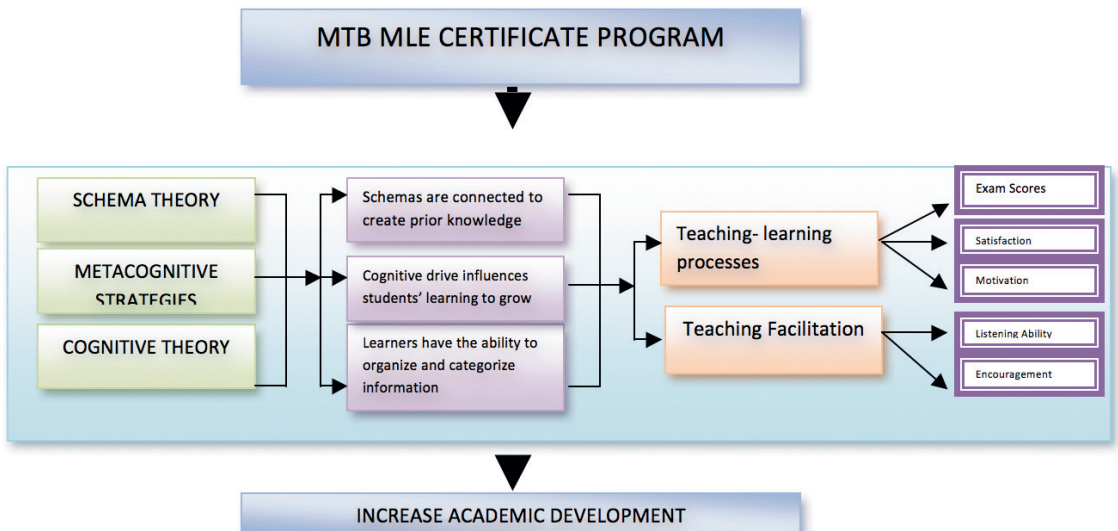 MTB MLE CERTIFICATE PROGRAM
SCHEMA THEORY
METACOGNITIVE
STRATEGIES
COGNITIVE THEORY
Schemas are connected to
create prior knowledge
Cognitive drive influences
students’ learning to grow
Learners have the ability to
organize and categorize
information
Teaching- learning
processes
Teaching Facilitation
Exam Scores
Satisfaction
Motivation
Listening Ability
Encouragement
INCREASE ACADEMIC DEVELOPMENT